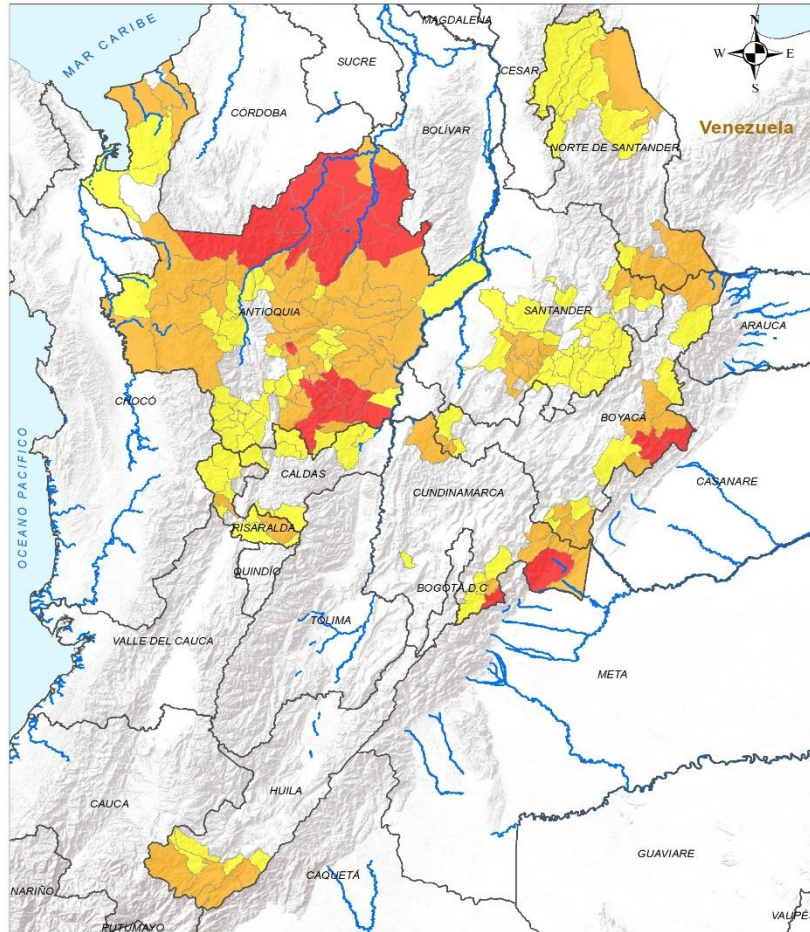 MAGDALENA
N
W E
S
MAR CARIBE
SUCRE
CESAR
CÓRDOBA
BOLÍVAR
Venezuela
NORTE DE SANTANDER
ANTIOQUIA
SANTANDER
ARAUCA
CHOCÓ
BOYACÁ
OCEANO PACIFICO
CALDAS
CUNDINAMARCA
CASANARE
RISARALDA
QUINDÍO
BOGOTÁ D.C
TOLIMA
VALLE DEL CAUCA
META
HUILA
CAUCA
GUAVIARE
CAQUETÁ
NARIÑO
PUTUMAYO
VAUPÉ